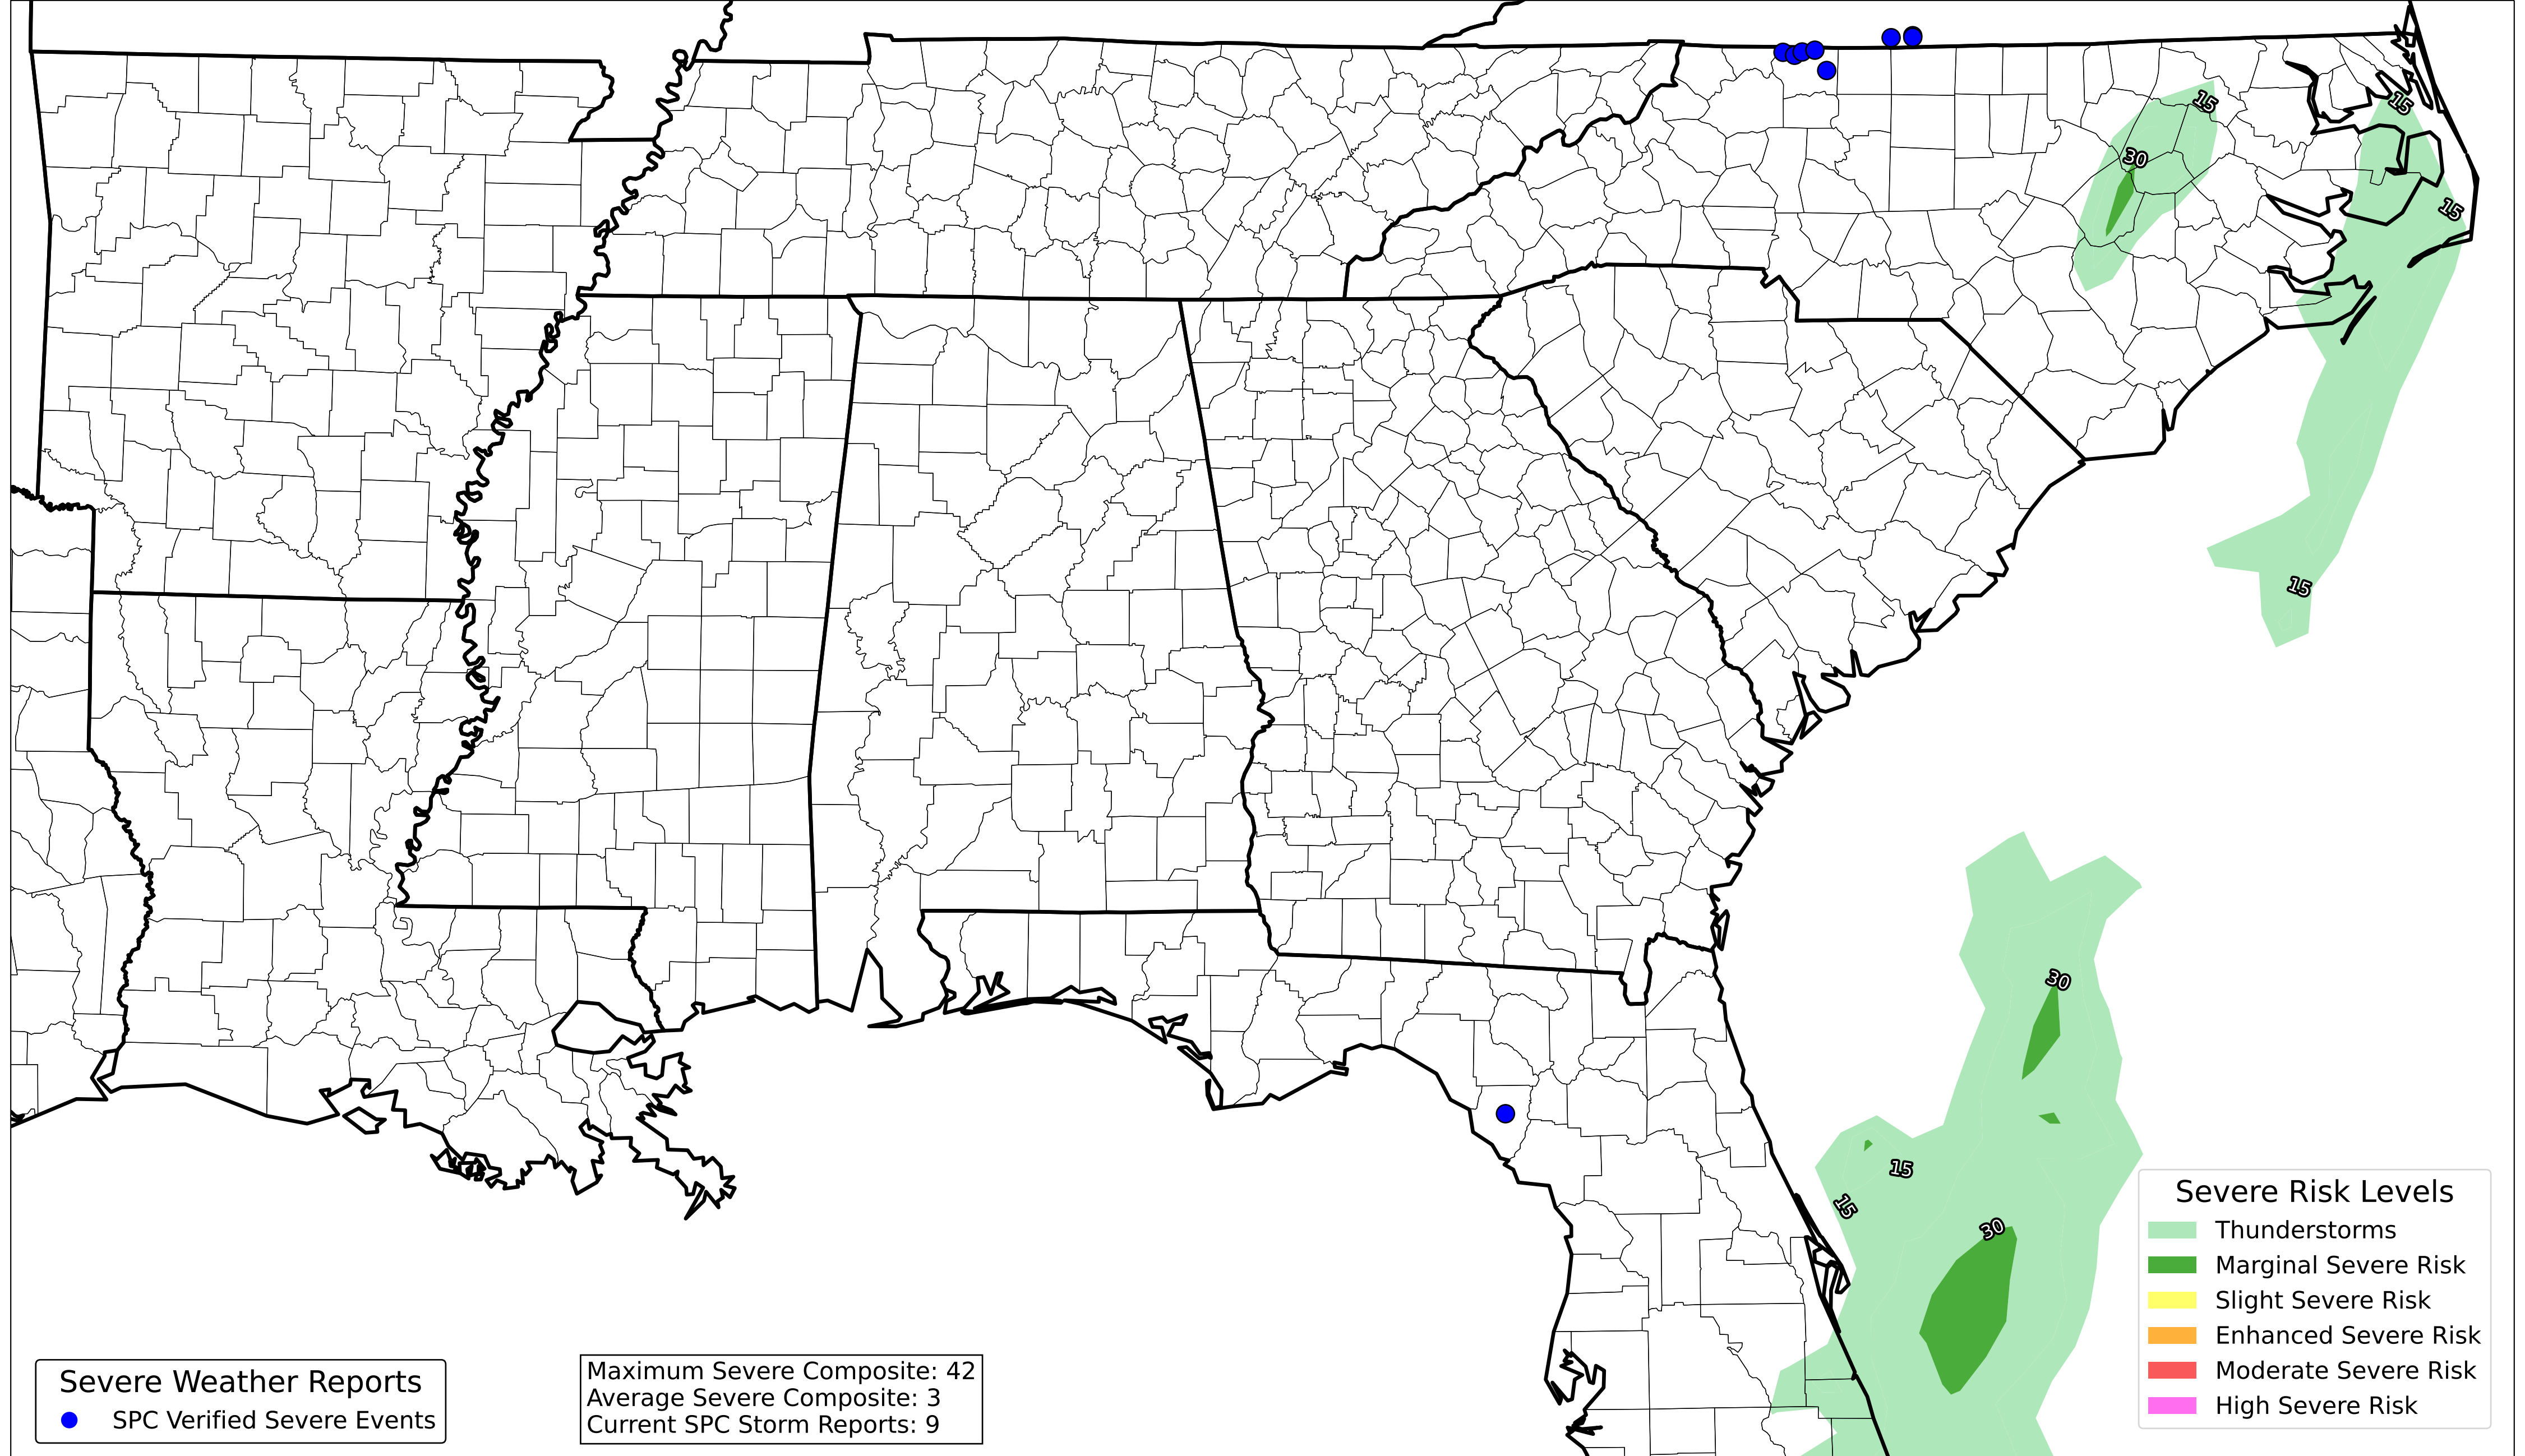 15
15
30
15
15
30
15
15
30
Severe Risk Levels
Thunderstorms
Marginal Severe Risk
Slight Severe Risk
Enhanced Severe Risk
Moderate Severe Risk
High Severe Risk
Severe Weather Reports
SPC Verified Severe Events
Maximum Severe Composite: 42
Average Severe Composite: 3
Current SPC Storm Reports: 9